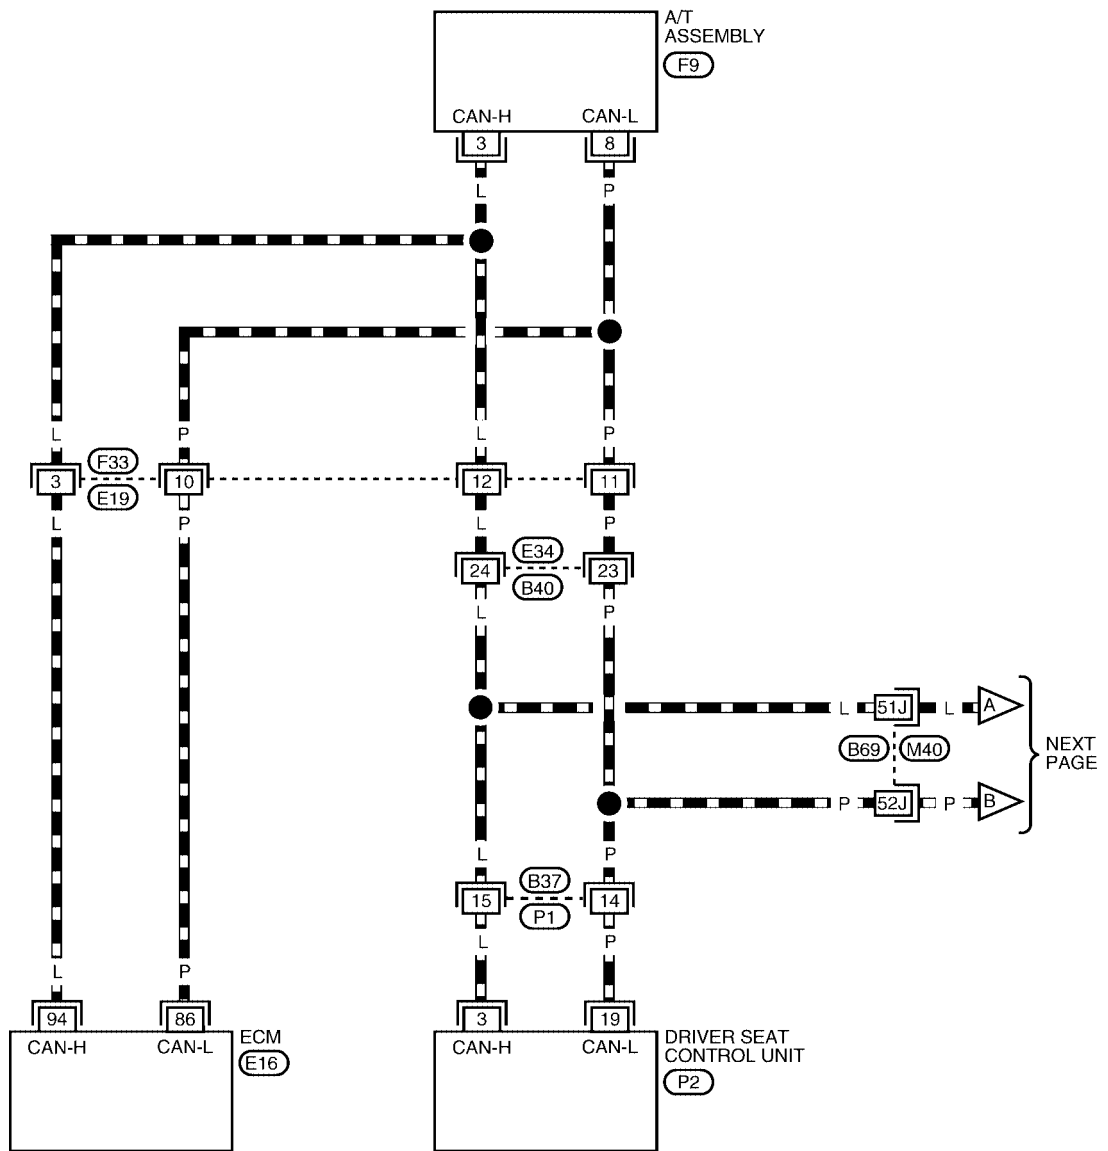 A/T
ASSEMBLY
F9
CAN-H CAN-L
3 8
L P
L P L P
F33
3 10 12 11
E19
L P L P
E34
24 23
B40
L P
L 51J L A
B69 M40
NEXT
PAGE
P 52J P B
L P
B37
15 14
P1
L P
L P
94 86 3 19
ECM
CAN-H CAN-L
E16
DRIVER SEAT
CONTROL UNIT
CAN-H CAN-L
P2